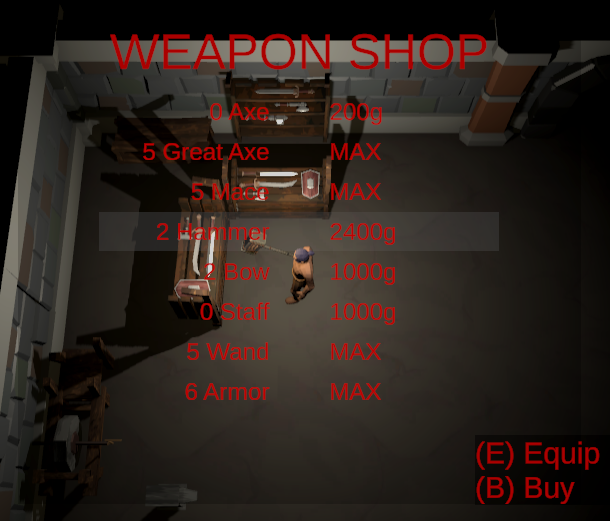 WEAPON SHOP
0 Axe 200g
5 Great Axe MAX
5 Mace MAX
2 Hammer 2400g
2 Bow 1000g
0 Staff 1000g
5 Wand MAX
6 Armor MAX
(E) Equip
(B) Buy